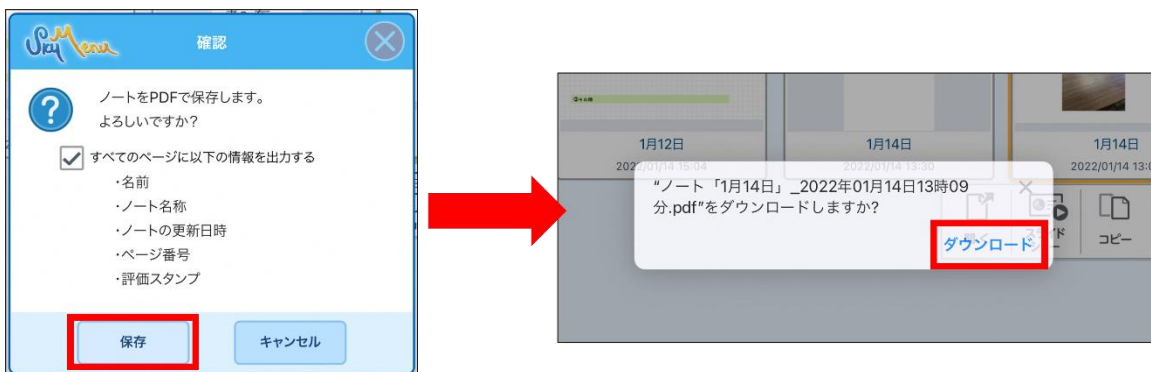 SkyMenu
確認
ノートをPDFで保存します。
よろしいですか?
すべてのページに以下の情報を出力する
・名前
・ノート名称
・ノートの更新日時
・ページ番号
・評価スタンプ
保存
キャンセル
1月12日
1月14日
1月14日
2022/01/14 15:04
2022/01/14 13:30
2022/01/14 13:0
“ノート「1月14日」_2022年01月14日13時09
分.pdf”をダウンロードしますか?
ダウンロード
コピー